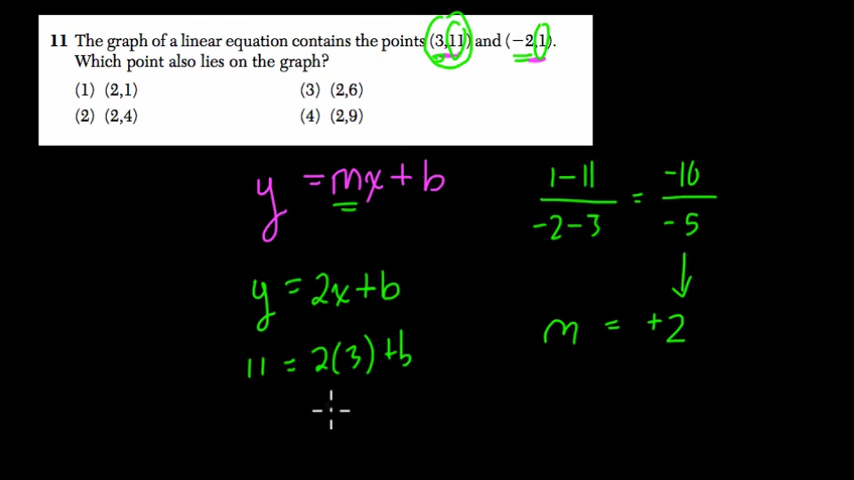 11 The graph of a linear equation contains the points (3,11) and (−2,1).
Which point also lies on the graph?
(1) (2,1) (3) (2,6)
(2) (2,4) (4) (2,9)
y = mx + b
1 - 11 / -2 - 3 = -10 / -5
y = 2x + b
m = +2
11 = 2(3) + b